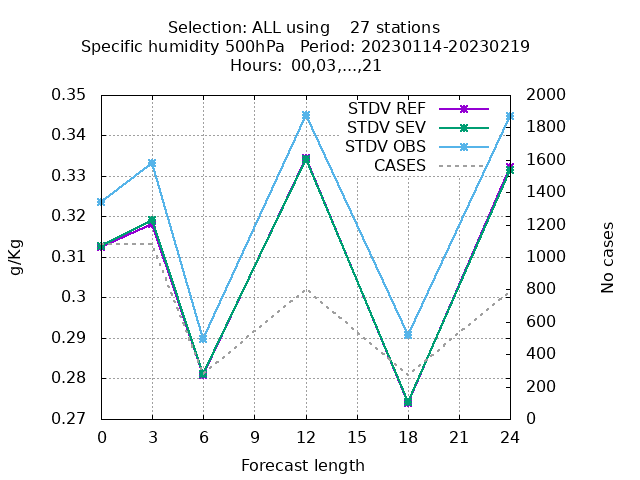 Selection: ALL using    27 stations
Specific humidity 500hPa   Period: 20230114-20230219
Hours: 00,03,...,21
STDV REF
STDV SEV
STDV OBS
CASES
0.35
0.34
0.33
0.32
0.31
0.3
0.29
0.28
0.27
g/Kg
2000
1800
1600
1400
1200
1000
800
600
400
200
0
No cases
0 3 6 9 12 15 18 21 24
Forecast length